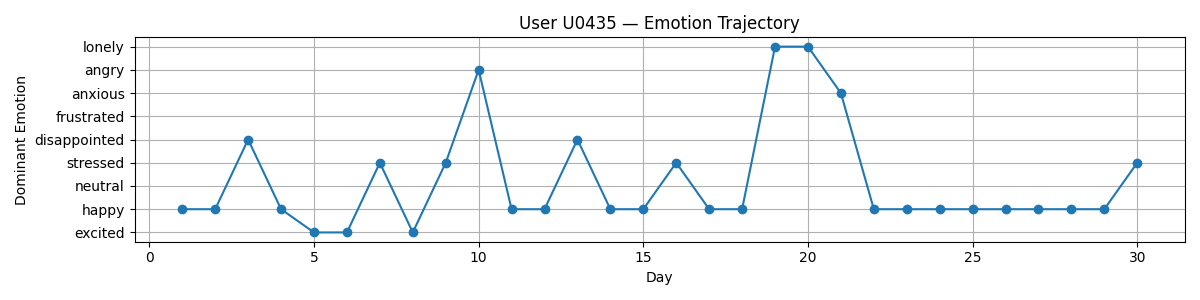 User U0435 — Emotion Trajectory
Dominant Emotion
lonely
angry
anxious
frustrated
disappointed
stressed
neutral
happy
excited
0 5 10 15 20 25 30
Day